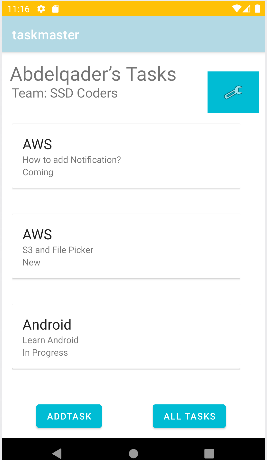 11:16
taskmaster
Abdelqader's Tasks
Team: SSD Coders
AWS
How to add Notification?
Coming
AWS
S3 and File Picker
New
Android
Learn Android
In Progress
ADDTASK
ALL TASKS